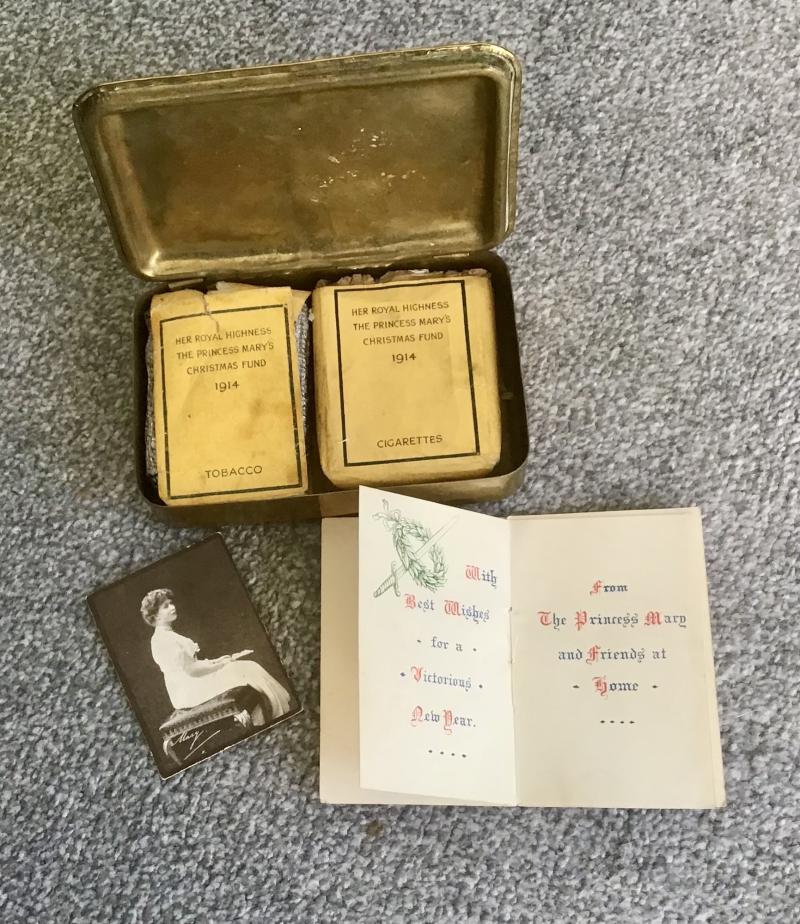 HER ROYAL HIGHNESS
THE PRINCESS MARY'S
CHRISTMAS FUND
1914
TOBACCO
HER ROYAL HIGHNESS
THE PRINCESS MARY'S
CHRISTMAS FUND
1914
CIGARETTES
Mary.
With
Best Wishes
- for a -
• Victorious •
New Year.
• • • •
From
The Princess Mary
and Friends at
- Home -
• • • •